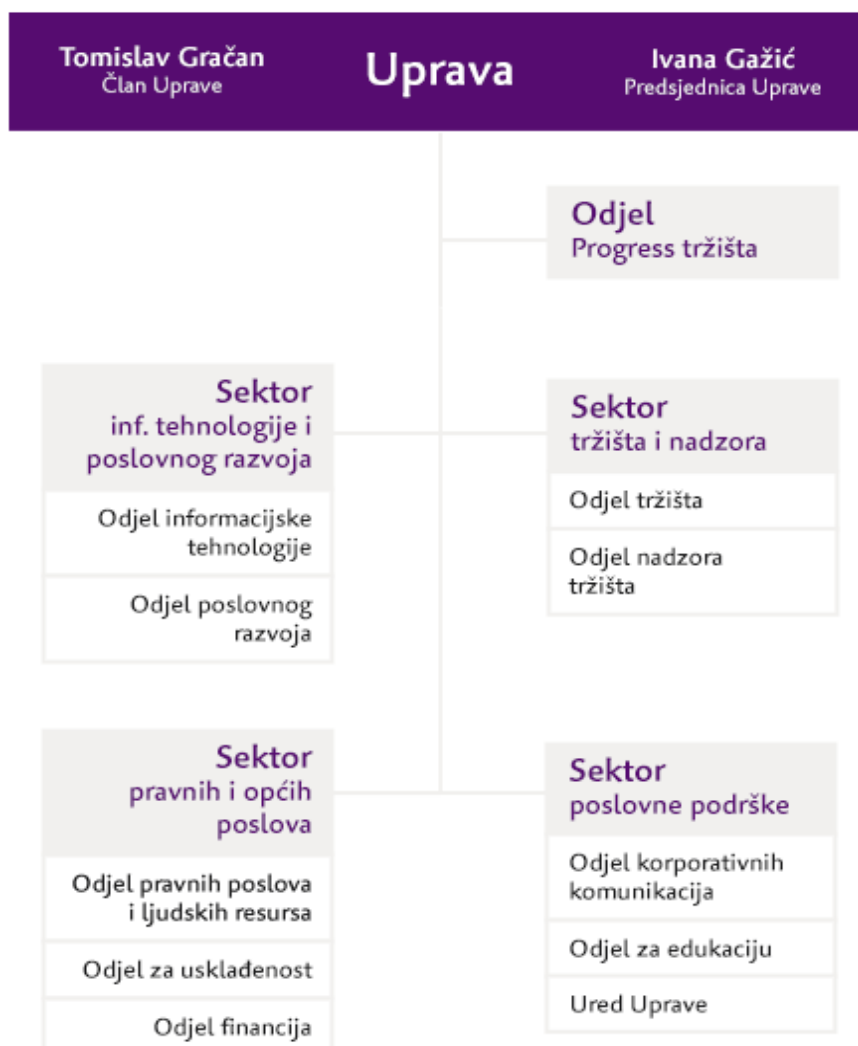 Tomislav Gračan
Član Uprave
Uprava
Ivana Gažić
Predsjednica Uprave
Odjel
Progress tržišta
Sektor
inf. tehnologije i
poslovnog razvoja
Odjel informacijske
tehnologije
Odjel poslovnog
razvoja
Sektor
tržišta i nadzora
Odjel tržišta
Odjel nadzora
tržišta
Sektor
pravnih i općih
poslova
Odjel pravnih poslova
i ljudskih resursa
Odjel za usklađenost
Odjel financija
Sektor
poslovne podrške
Odjel korporativnih
komunikacija
Odjel za edukaciju
Ured Uprave